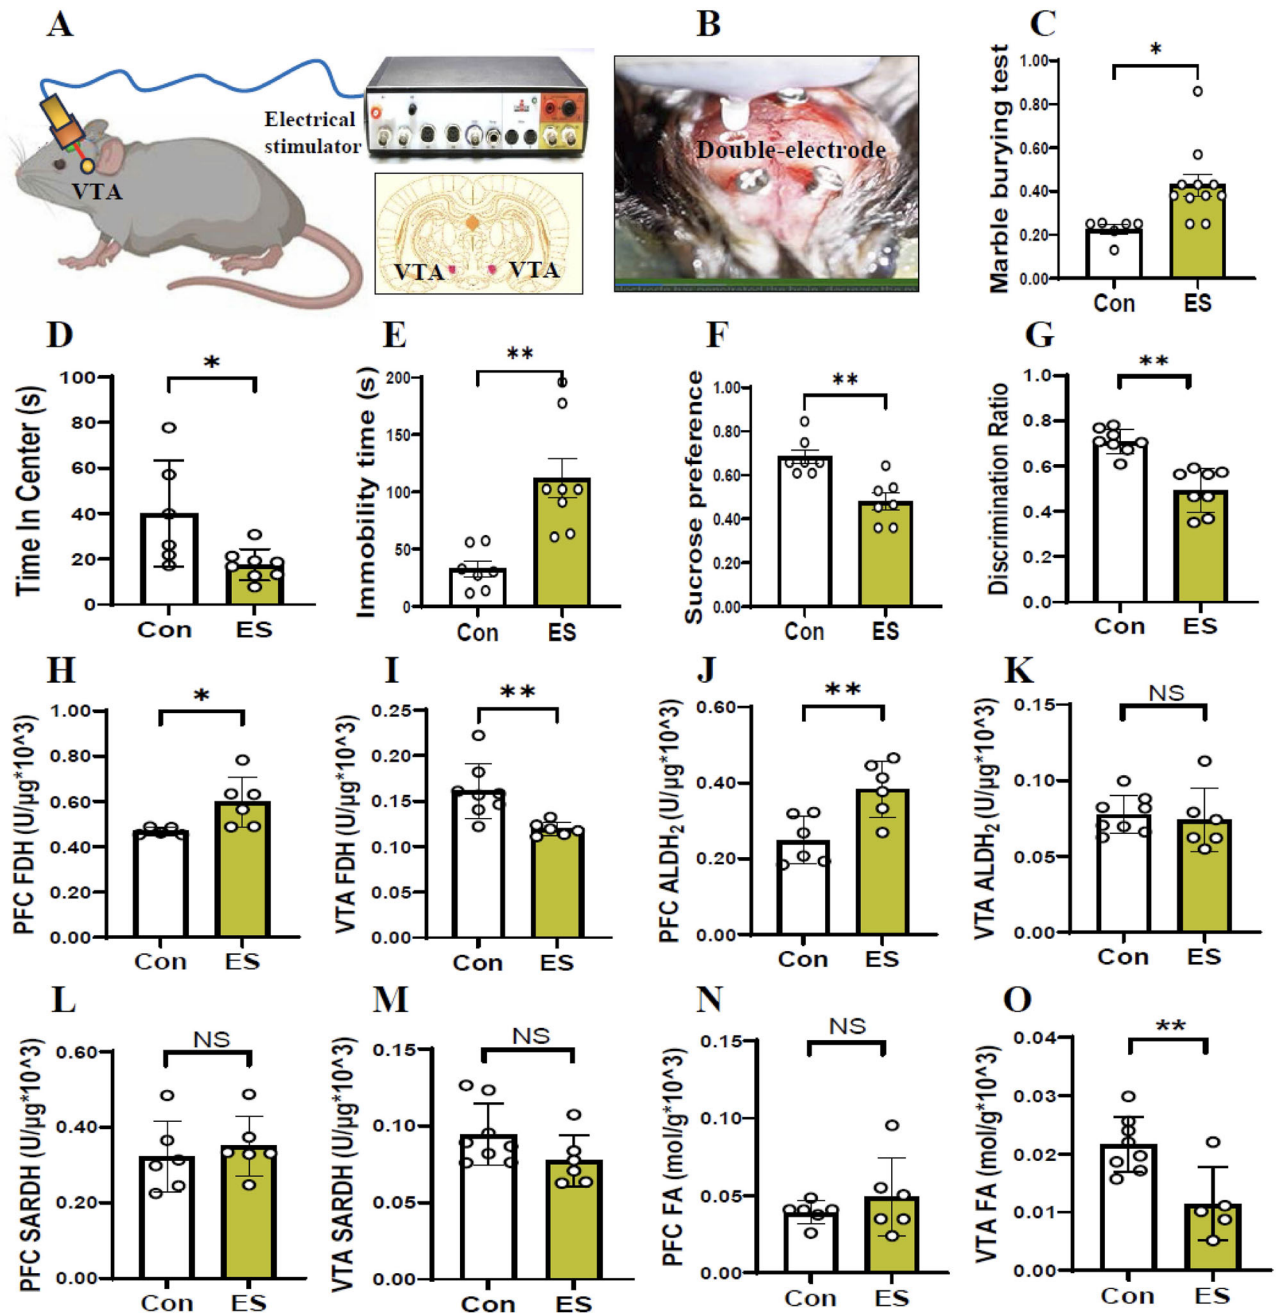 A
B
C
Electrical
stimulator
VTA
VTA
VTA
Double-electrode
Marble burying test
1.00
0.80
0.60
0.40
0.20
0.00
*
Con
ES
D
E
F
G
Time In Center (s)
100
80
60
40
20
0
*
Con
ES
Immobility time (s)
200
150
100
50
0
**
Con
ES
Sucrose preference
1.00
0.80
0.60
0.40
0.20
0.00
**
Con
ES
Discrimination Ratio
1.0
0.8
0.6
0.4
0.2
0.0
**
Con
ES
H
I
J
K
PFC FDH (U/μg*10^3)
1.00
0.80
0.60
0.40
0.20
0.00
*
Con
ES
VTA FDH (U/μg*10^3)
0.25
0.20
0.15
0.10
0.05
0.00
**
Con
ES
PFC ALDH₂ (U/μg*10^3)
0.60
0.40
0.20
0.00
**
Con
ES
VTA ALDH₂ (U/μg*10^3)
0.15
0.10
0.05
0.00
NS
Con
ES
L
M
N
O
PFC SARDH (U/μg*10^3)
0.60
0.40
0.20
0.00
NS
Con
ES
VTA SARDH (U/μg*10^3)
0.15
0.10
0.05
0.00
NS
Con
ES
PFC FA (mol/g*10^3)
0.15
0.10
0.05
0.00
NS
Con
ES
VTA FA (mol/g*10^3)
0.04
0.03
0.02
0.01
0.00
**
Con
ES